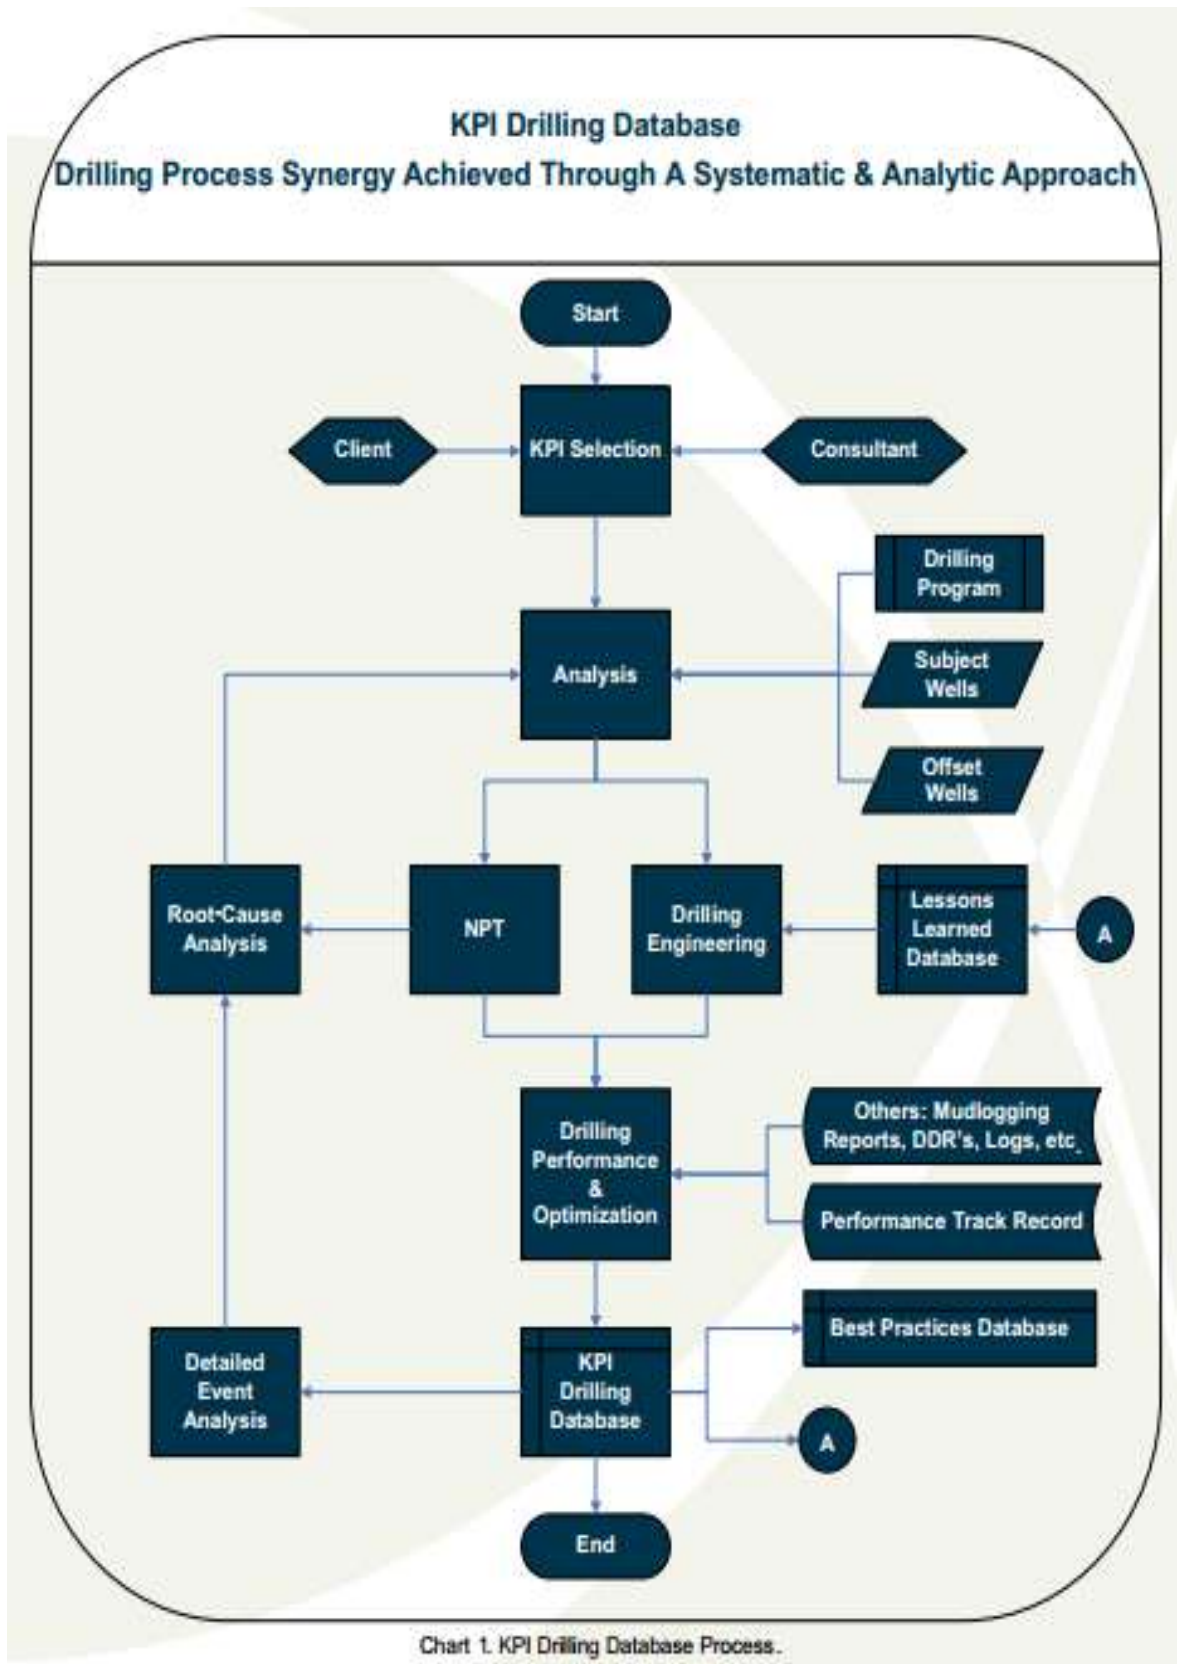 KPI Drilling Database
Drilling Process Synergy Achieved Through A Systematic & Analytic Approach
Start
Client
KPI Selection
Consultant
Drilling
Program
Analysis
Subject
Wells
Offset
Wells
Root-Cause
Analysis
NPT
Drilling
Engineering
Lessons
Learned
Database
A
Drilling
Performance
&
Optimization
Others: Mudlogging
Reports, DDR's, Logs, etc.
Performance Track Record
Best Practices Database
Detailed
Event
Analysis
KPI
Drilling
Database
A
End
Chart 1. KPI Drilling Database Process.